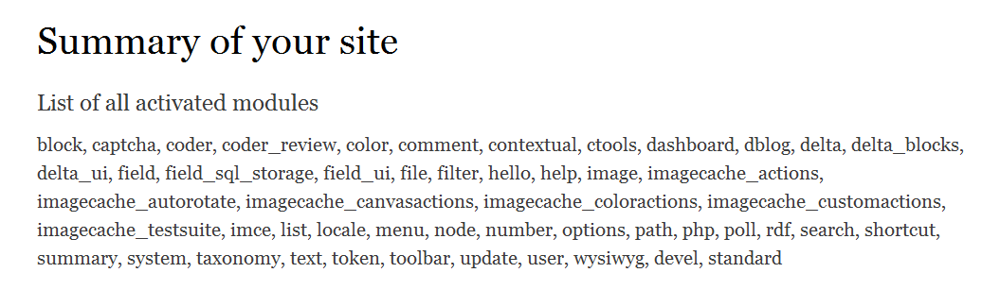 Summary of your site
List of all activated modules
block, captcha, coder, coder_review, color, comment, contextual, ctools, dashboard, dblog, delta, delta_blocks,
delta_ui, field, field_sql_storage, field_ui, file, filter, hello, help, image, imagecache_actions,
imagecache_autorotate, imagecache_canvasactions, imagecache_coloractions, imagecache_customactions,
imagecache_testsuite, imce, list, locale, menu, node, number, options, path, php, poll, rdf, search, shortcut,
summary, system, taxonomy, text, token, toolbar, update, user, wysiwyg, devel, standard